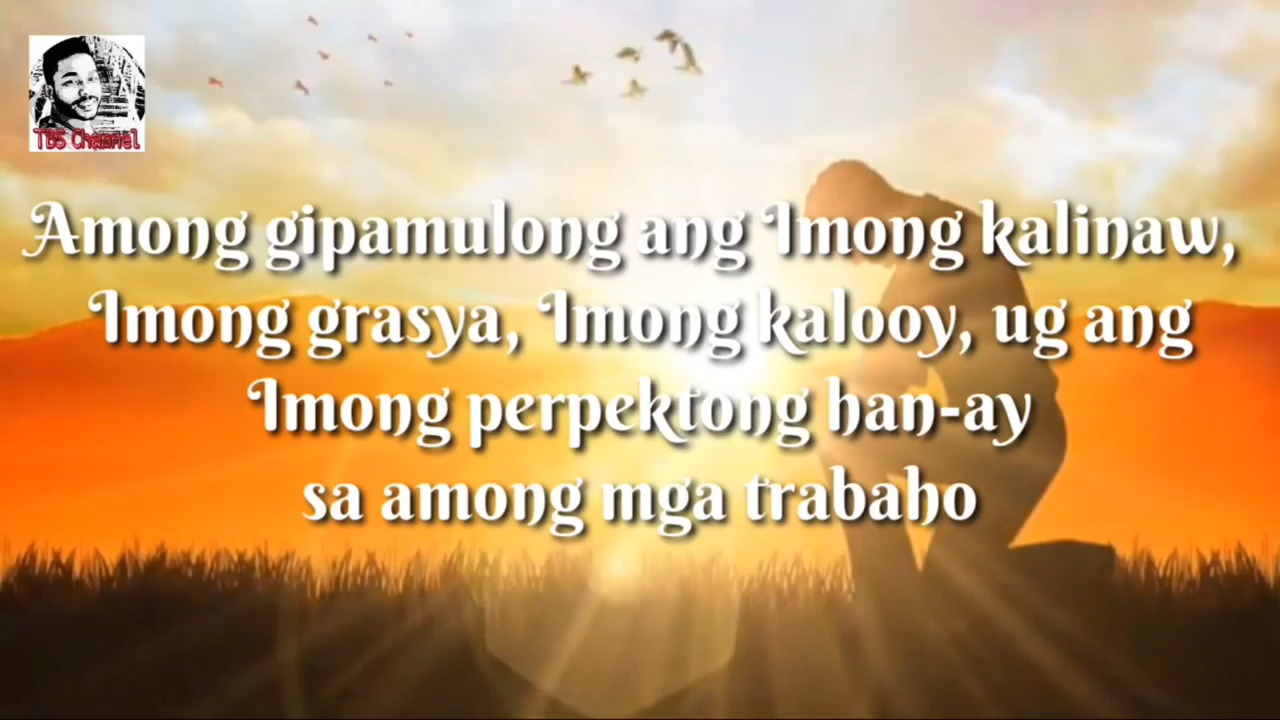 TBS Channel
Among gipamulong ang Imong kalinaw,
Imong grasya, Imong kalooy, ug ang
Imong perpektong han-ay
sa among mga trabaho